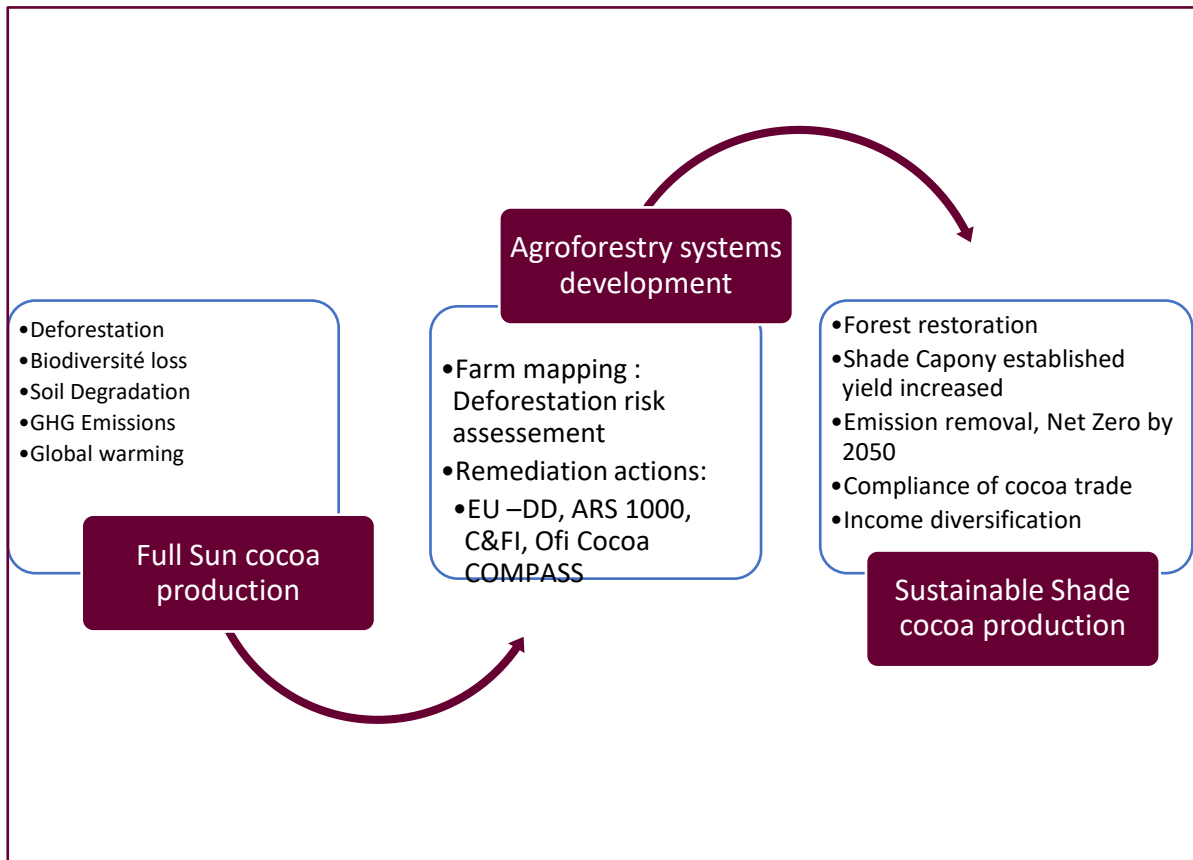 •Deforestation
•Biodiversité loss
•Soil Degradation
•GHG Emissions
•Global warming
Full Sun cocoa
production
Agroforestry systems
development
•Farm mapping :
Deforestation risk
assessement
•Remediation actions:
•EU –DD, ARS 1000,
C&FI, Ofi Cocoa
COMPASS
•Forest restoration
•Shade Capony established
yield increased
•Emission removal, Net Zero by
2050
•Compliance of cocoa trade
•Income diversification
Sustainable Shade
cocoa production